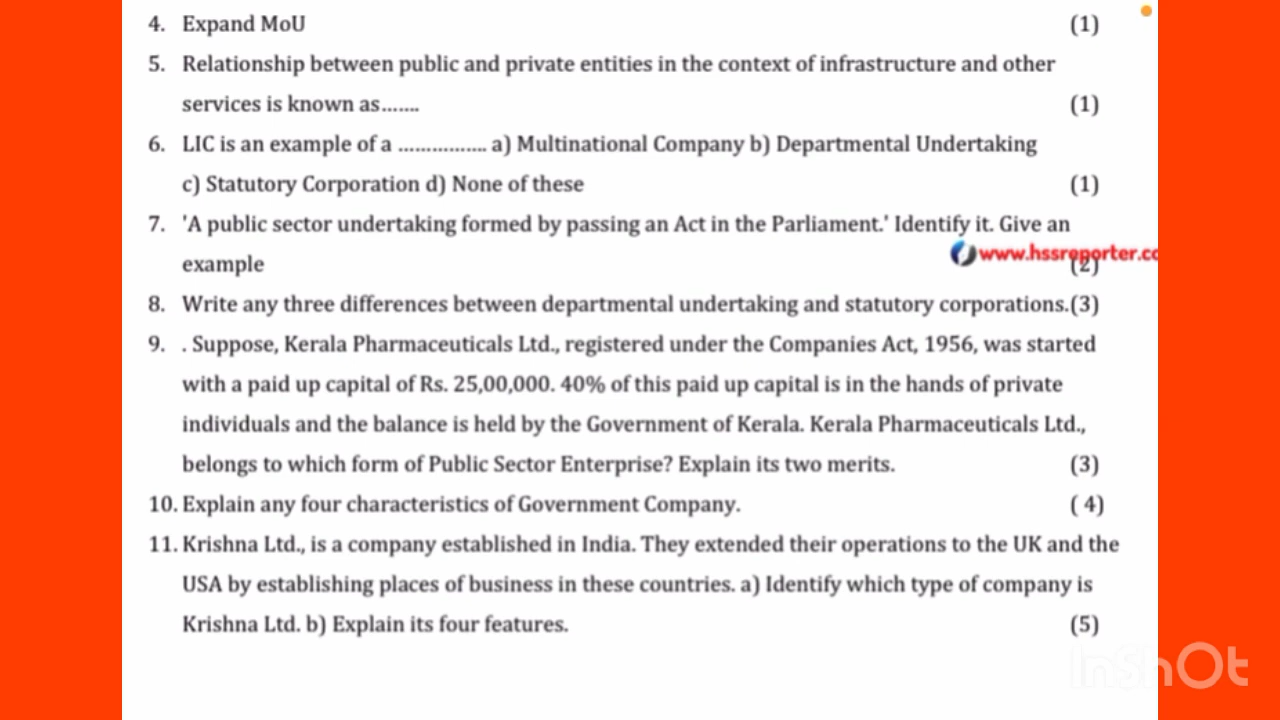 4. Expand MoU (1)
5. Relationship between public and private entities in the context of infrastructure and other
services is known as....... (1)
6. LIC is an example of a ................ a) Multinational Company b) Departmental Undertaking
c) Statutory Corporation d) None of these (1)
7. 'A public sector undertaking formed by passing an Act in the Parliament.' Identify it. Give an
www.hssreporter.co
example (2)
8. Write any three differences between departmental undertaking and statutory corporations.(3)
9. . Suppose, Kerala Pharmaceuticals Ltd., registered under the Companies Act, 1956, was started
with a paid up capital of Rs. 25,00,000. 40% of this paid up capital is in the hands of private
individuals and the balance is held by the Government of Kerala. Kerala Pharmaceuticals Ltd.,
belongs to which form of Public Sector Enterprise? Explain its two merits. (3)
10. Explain any four characteristics of Government Company. ( 4)
11. Krishna Ltd., is a company established in India. They extended their operations to the UK and the
USA by establishing places of business in these countries. a) Identify which type of company is
Krishna Ltd. b) Explain its four features. (5)
InShOt